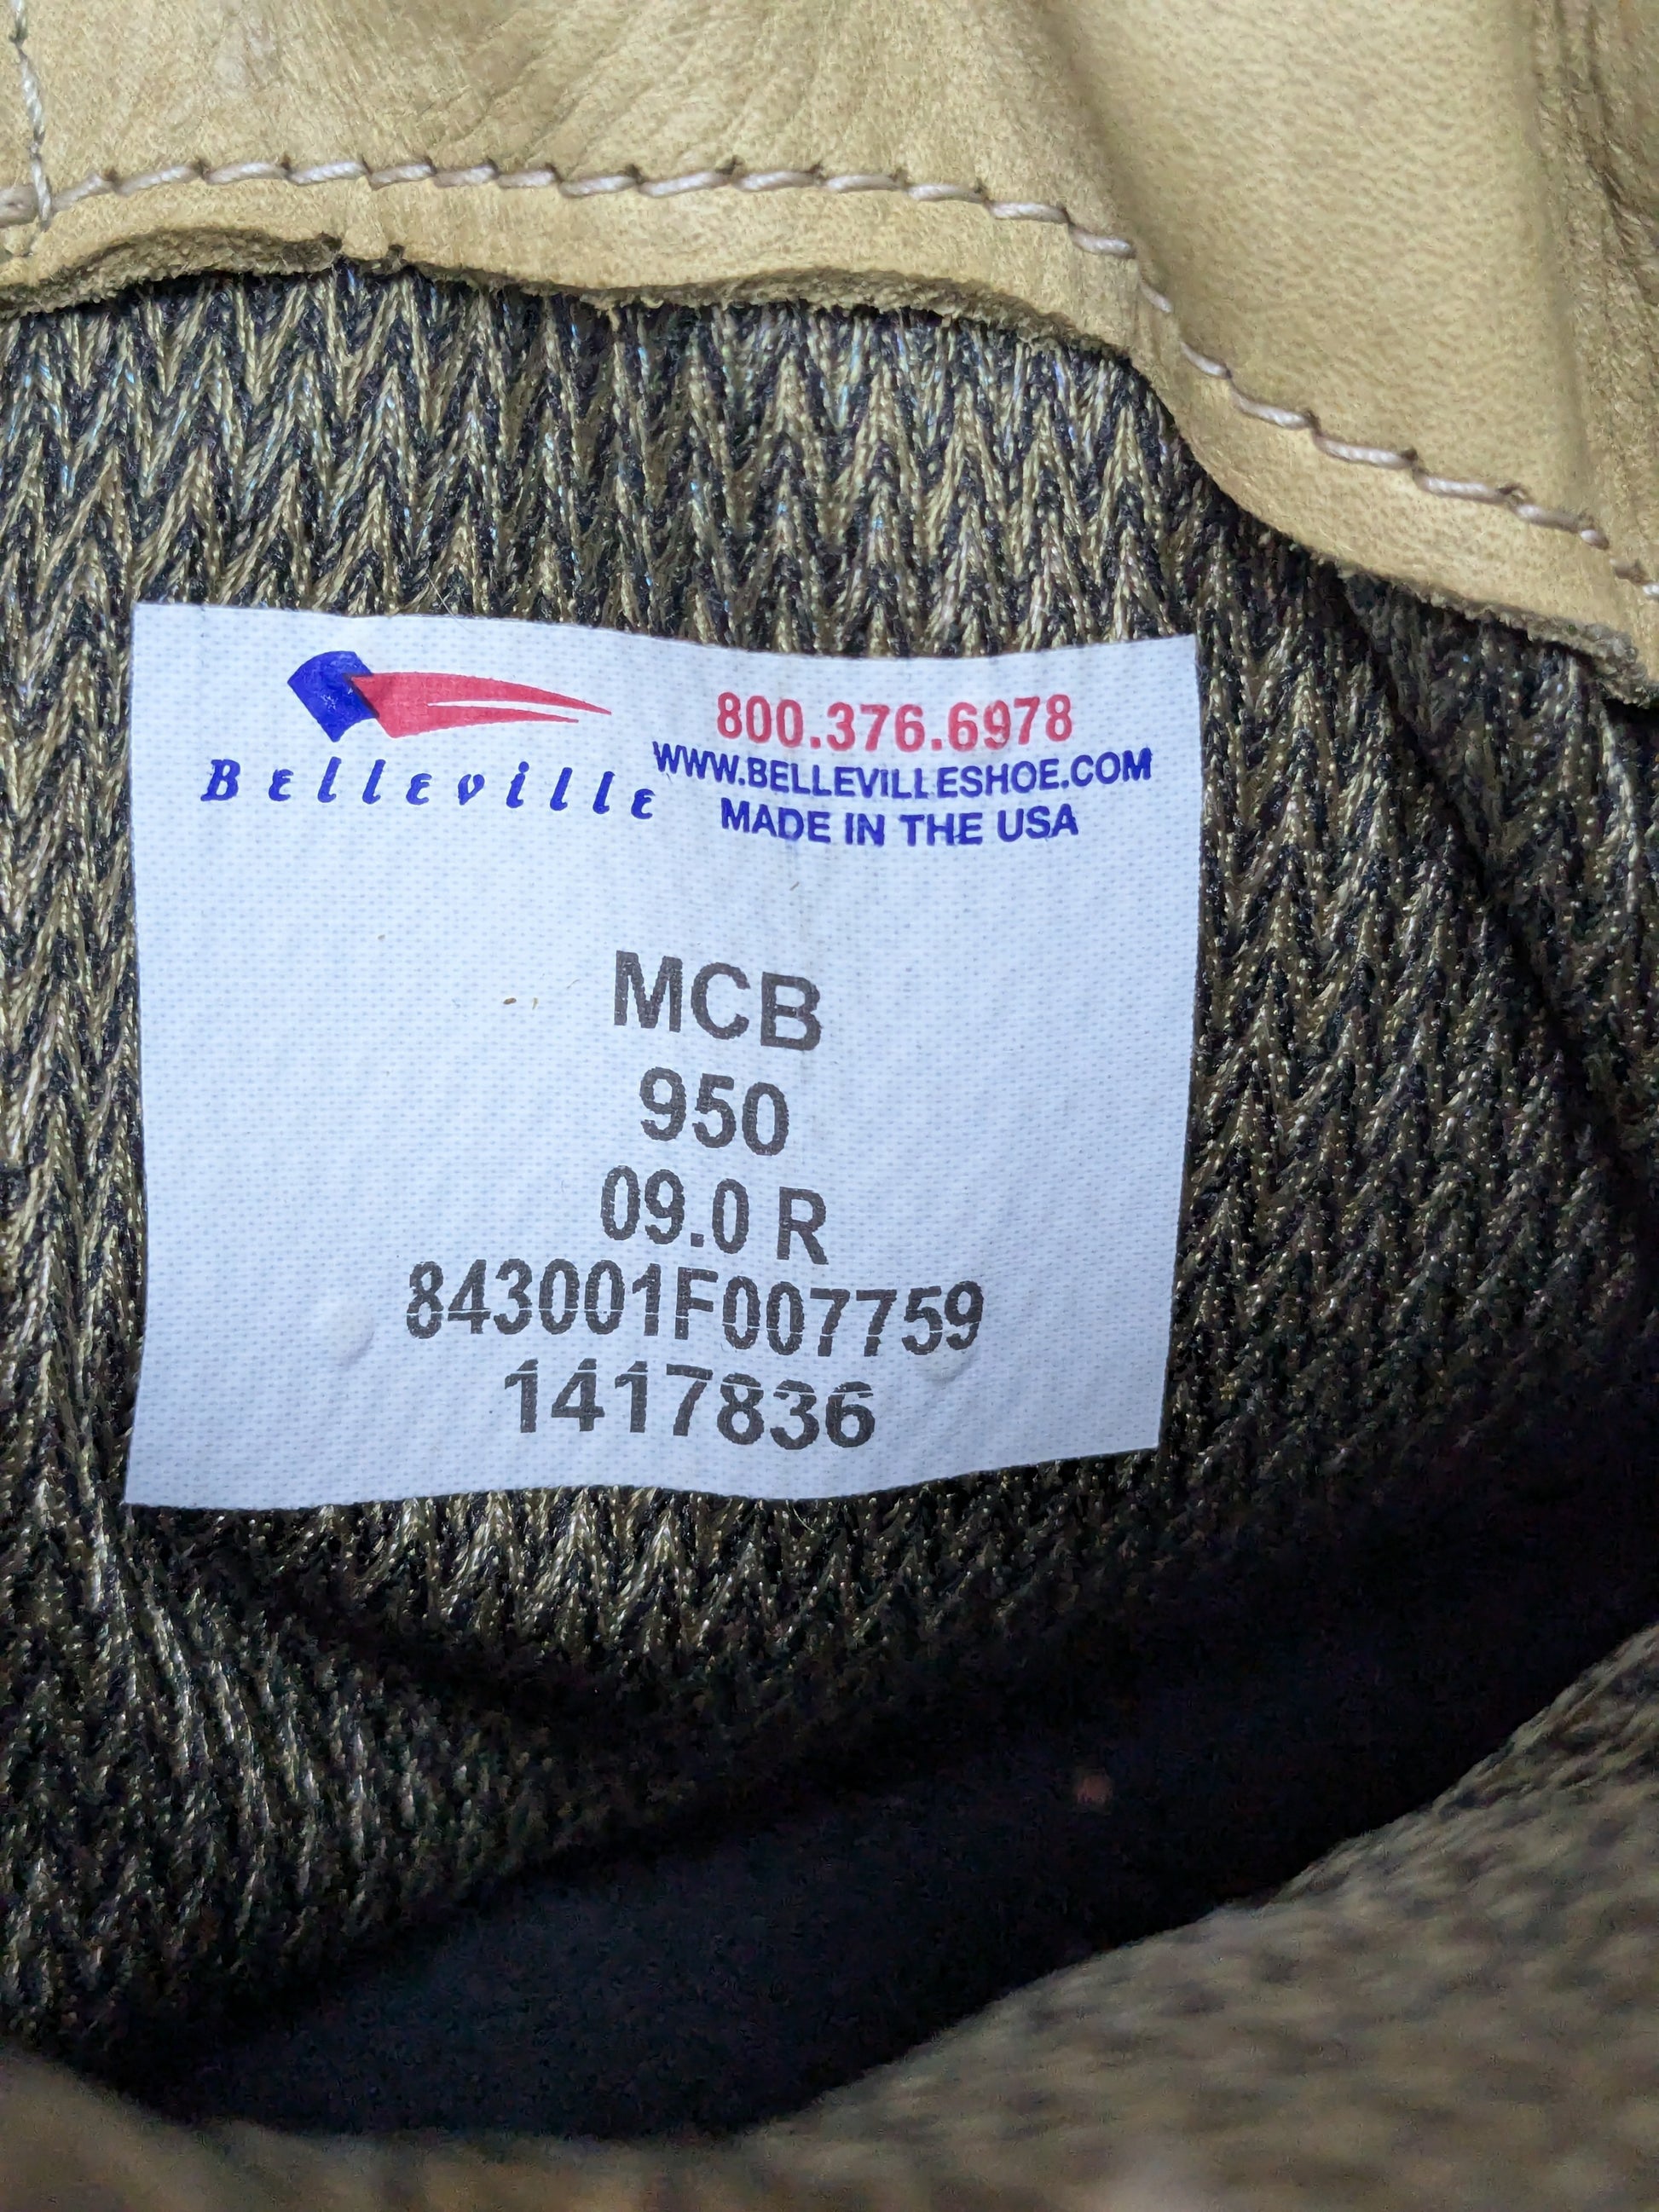 Belleville
800.376.6978
WWW.BELLEVILLESHOE.COM
MADE IN THE USA
MCB
950
09.0 R
843001F007759
1417836